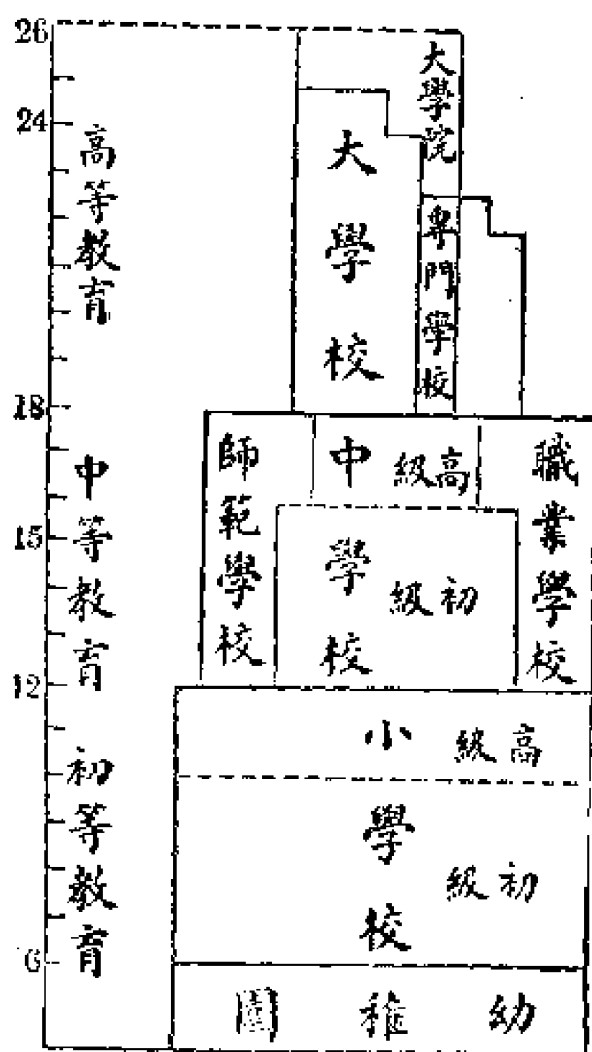 26
24
18
15
12
6
高等教育
中等教育
初等教育
大學院
大學校
專門學校
師範學校
中學校
高級
初級
職業學校
小學校
高級
初級
幼稚園